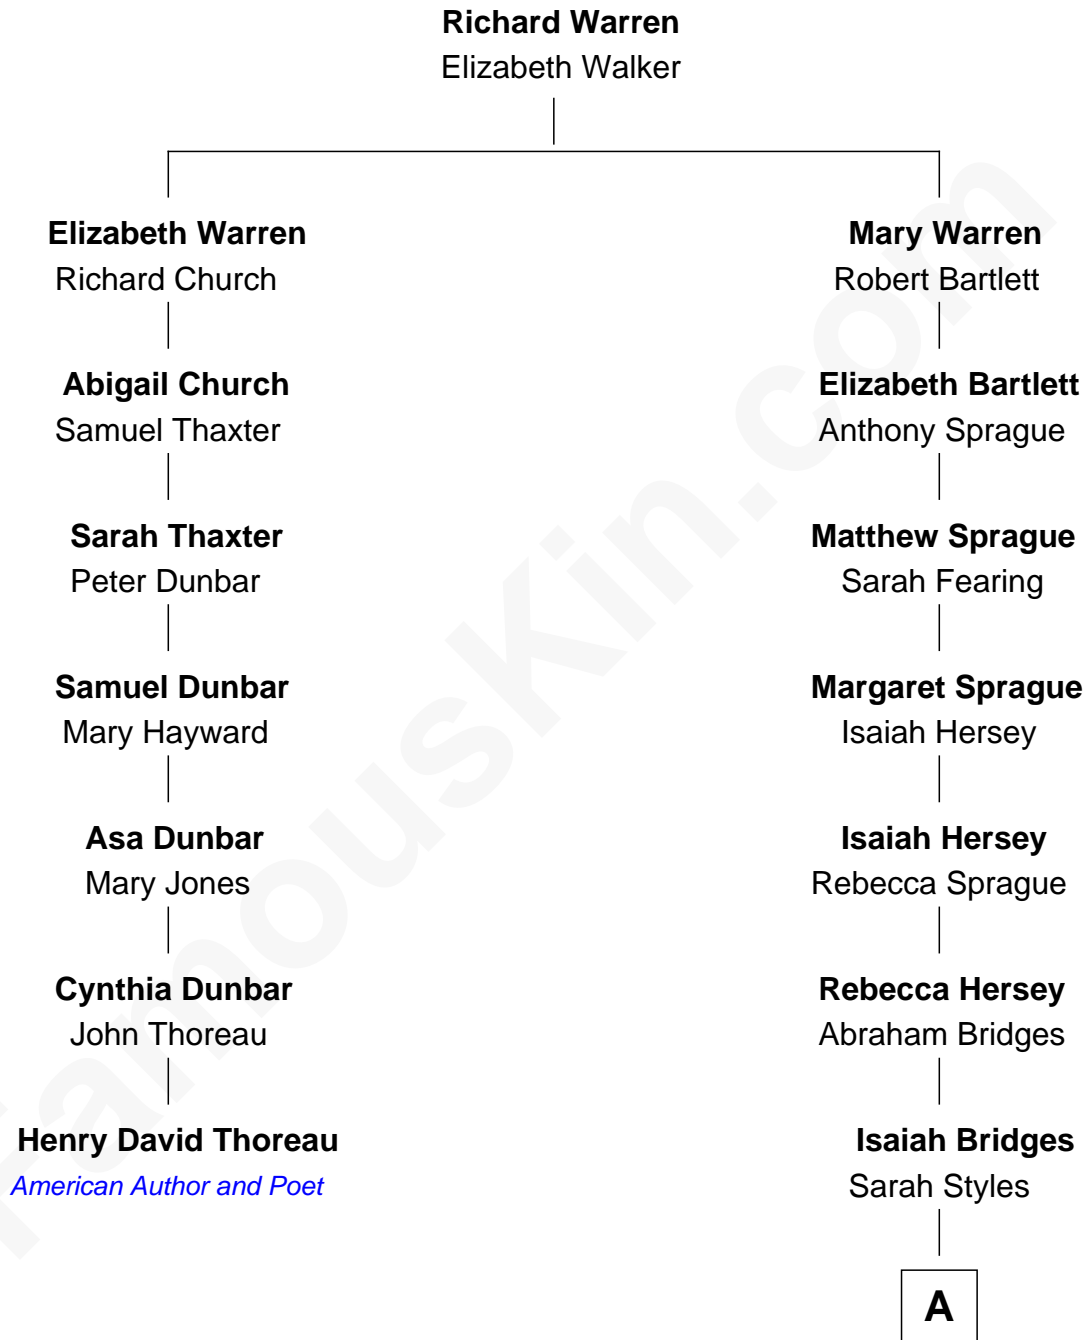 Richard Warren
Elizabeth Walker
Elizabeth Warren
Richard Church
Mary Warren
Robert Bartlett
Abigail Church
Samuel Thaxter
Elizabeth Bartlett
Anthony Sprague
Sarah Thaxter
Peter Dunbar
Matthew Sprague
Sarah Fearing
Samuel Dunbar
Mary Hayward
Margaret Sprague
Isaiah Hersey
Asa Dunbar
Mary Jones
Isaiah Hersey
Rebecca Sprague
Cynthia Dunbar
John Thoreau
Rebecca Hersey
Abraham Bridges
Henry David Thoreau
American Author and Poet
Isaiah Bridges
Sarah Styles
A
FamousKin.com